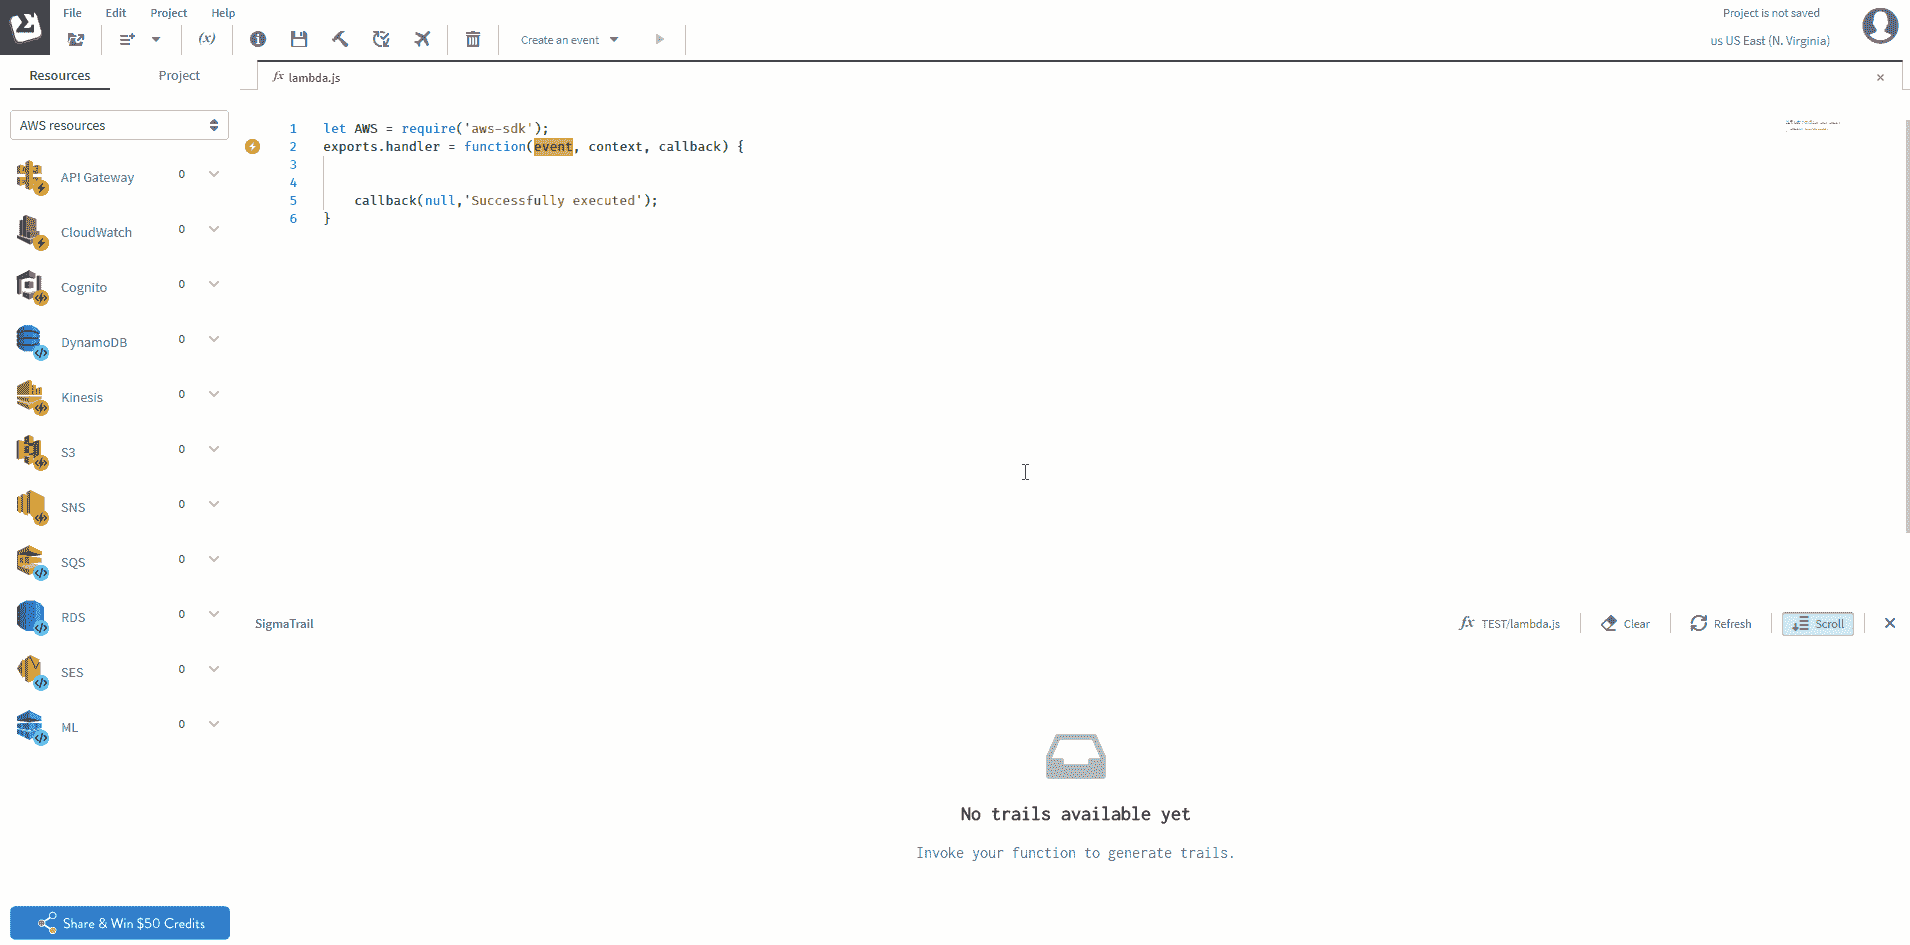 File Edit Project Help
Project is not saved
(x)
Create an event
us US East (N. Virginia)
Resources Project
fx lambda.js
AWS resources
1 let AWS = require('aws-sdk');
2 exports.handler = function(event, context, callback) {
3
4
5 callback(null,'Successfully executed');
6 }
API Gateway 0
CloudWatch 0
Cognito 0
DynamoDB 0
Kinesis 0
S3 0
SNS 0
SQS 0
RDS 0
SES 0
ML 0
SigmaTrail
fx TEST/lambda.js Clear Refresh Scroll
No trails available yet
Invoke your function to generate trails.
Share & Win $50 Credits